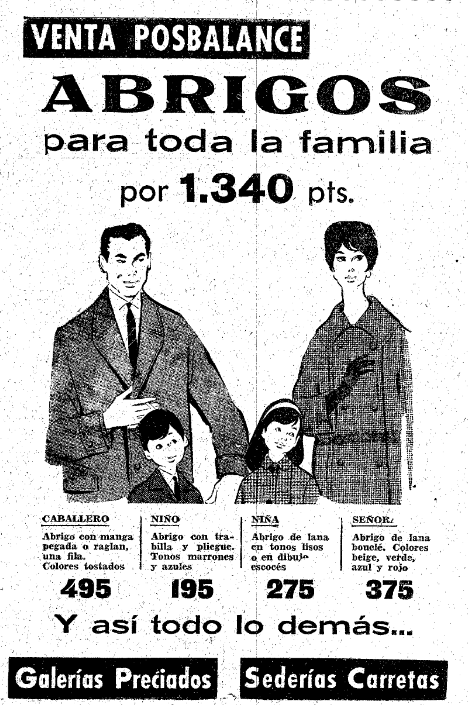 VENTA POSBALANCE
ABRIGOS
para toda la familia
por 1.340 pts.
CABALLERO
Abrigo con manga
pegada o raglan,
una fila.
Colores tostados
495
NIÑO
Abrigo con tra-
billa y pliegue.
Tonos marrones
y azules
195
NIÑA
Abrigo de lana
en tonos lisos
o en dibujo
escocés
275
SEÑORA
Abrigo de lana
bouclé. Colores
beige, verde,
azul y rojo
375
Y así todo lo demás...
Galerías Preciados
Sederías Carretas